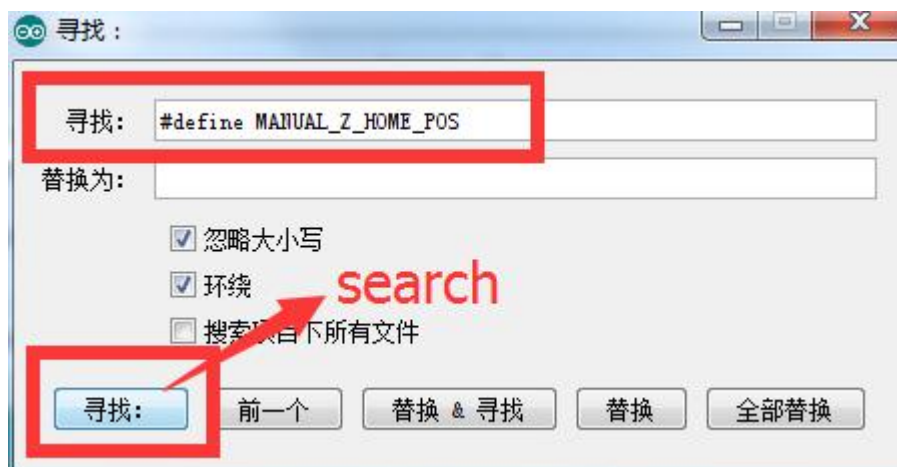 寻找：
寻找: #define MANUAL_Z_HOME_POS
替换为:
忽略大小写
环绕
search
搜索项目下所有文件
寻找: 前一个 替换 & 寻找 替换 全部替换